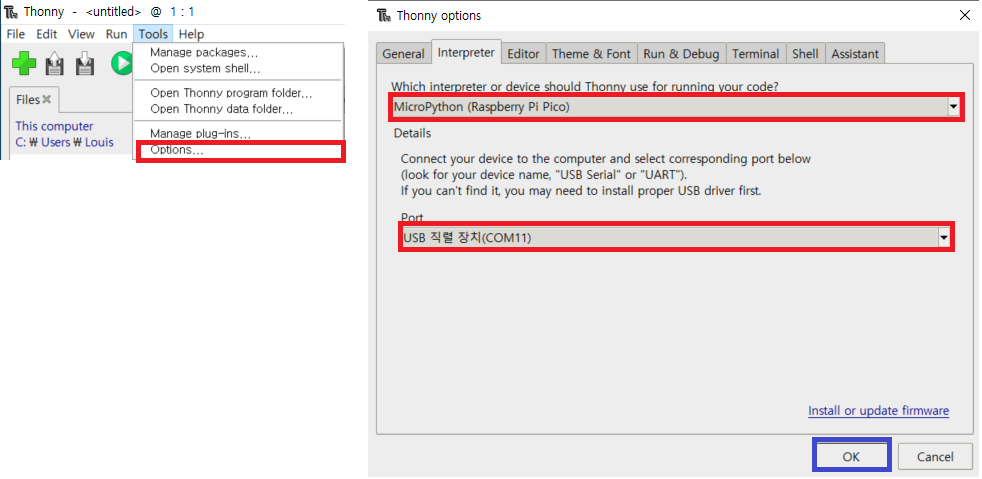 Thonny - <untitled> @ 1 : 1
File Edit View Run Tools Help
Manage packages...
Open system shell...
Open Thonny program folder...
Open Thonny data folder...
Manage plug-ins...
Options...
Files
This computer
C: ₩ Users ₩ Louis
Thonny options
General Interpreter Editor Theme & Font Run & Debug Terminal Shell Assistant
Which interpreter or device should Thonny use for running your code?
MicroPython (Raspberry Pi Pico)
Details
Connect your device to the computer and select corresponding port below
(look for your device name, "USB Serial" or "UART").
If you can't find it, you may need to install proper USB driver first.
Port
USB 직렬 장치(COM11)
Install or update firmware
OK Cancel